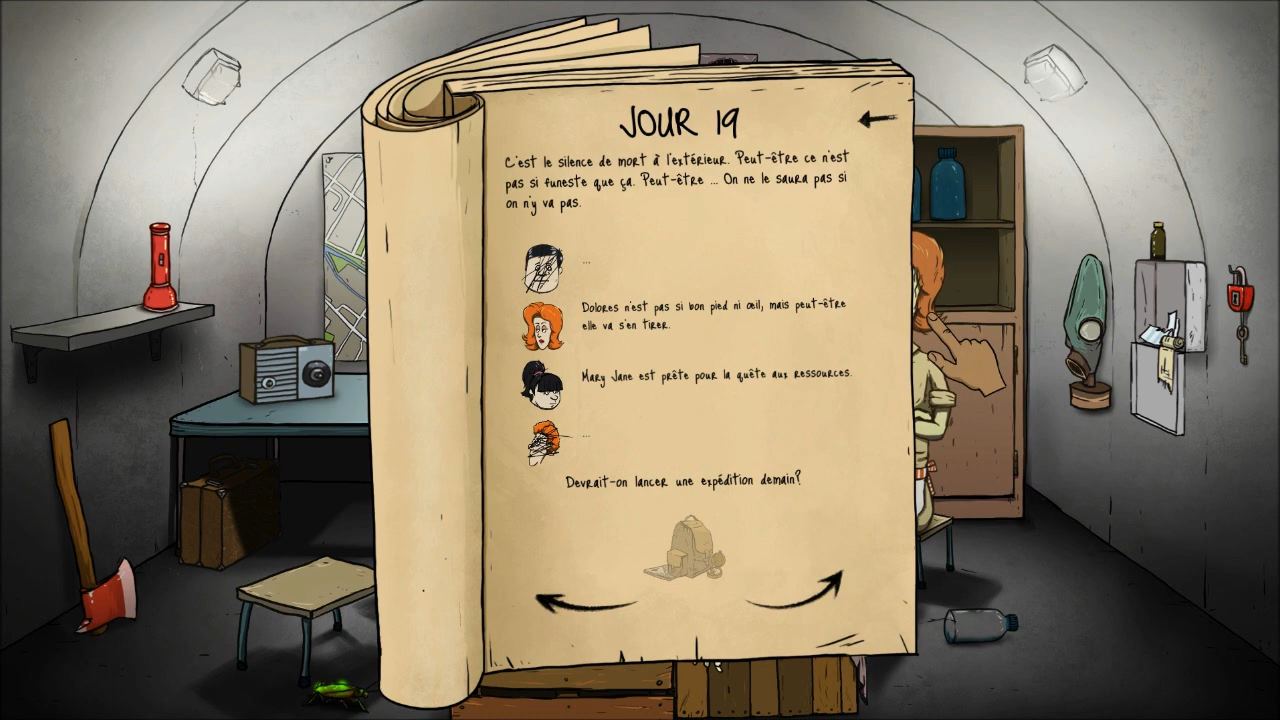 JOUR 19
C'est le silence de mort à l'extérieur. Peut-être ce n'est
pas si funeste que ça. Peut-être ... On ne le saura pas si
on n'y va pas.
...
Dolores n'est pas si bon pied ni œil, mais peut-être
elle va s'en tirer.
Mary Jane est prête pour la quête aux ressources.
...
Devrait-on lancer une expédition demain?